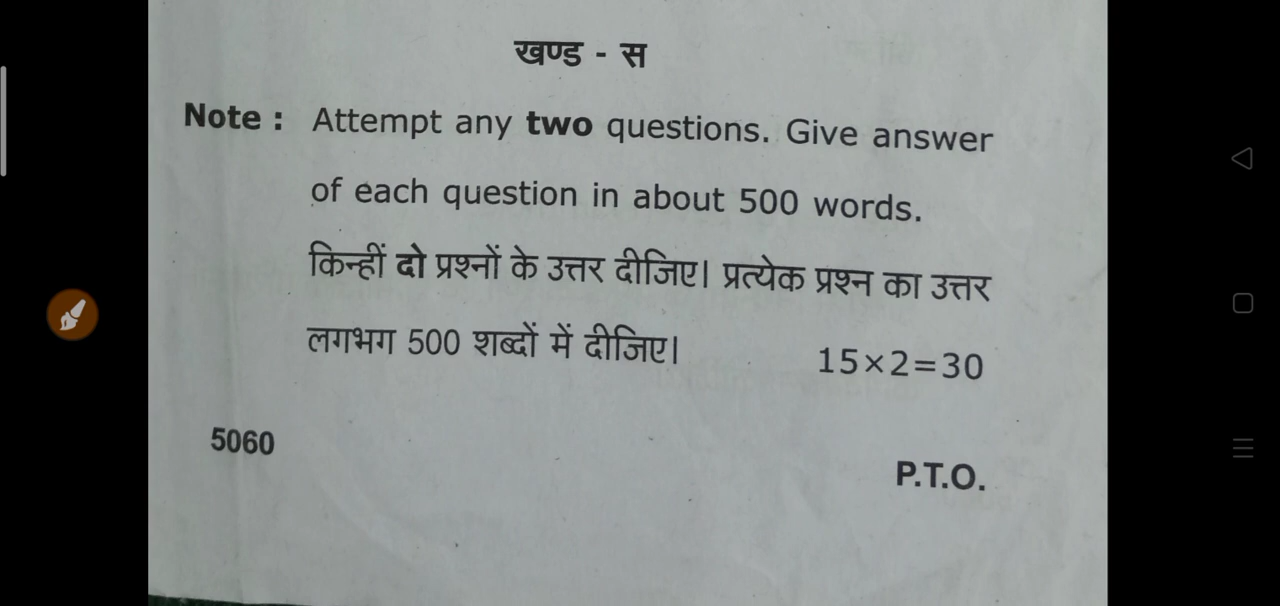 खण्ड - स
Note : Attempt any two questions. Give answer
of each question in about 500 words.
किन्हीं दो प्रश्नों के उत्तर दीजिए। प्रत्येक प्रश्न का उत्तर
लगभग 500 शब्दों में दीजिए। 15×2=30
5060
P.T.O.